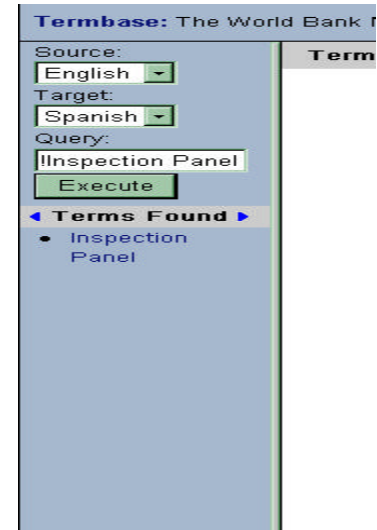 Termbase: The World Bank
Source:
Term
English
Target:
Spanish
Query:
!Inspection Panel
Execute
Terms Found
Inspection
Panel